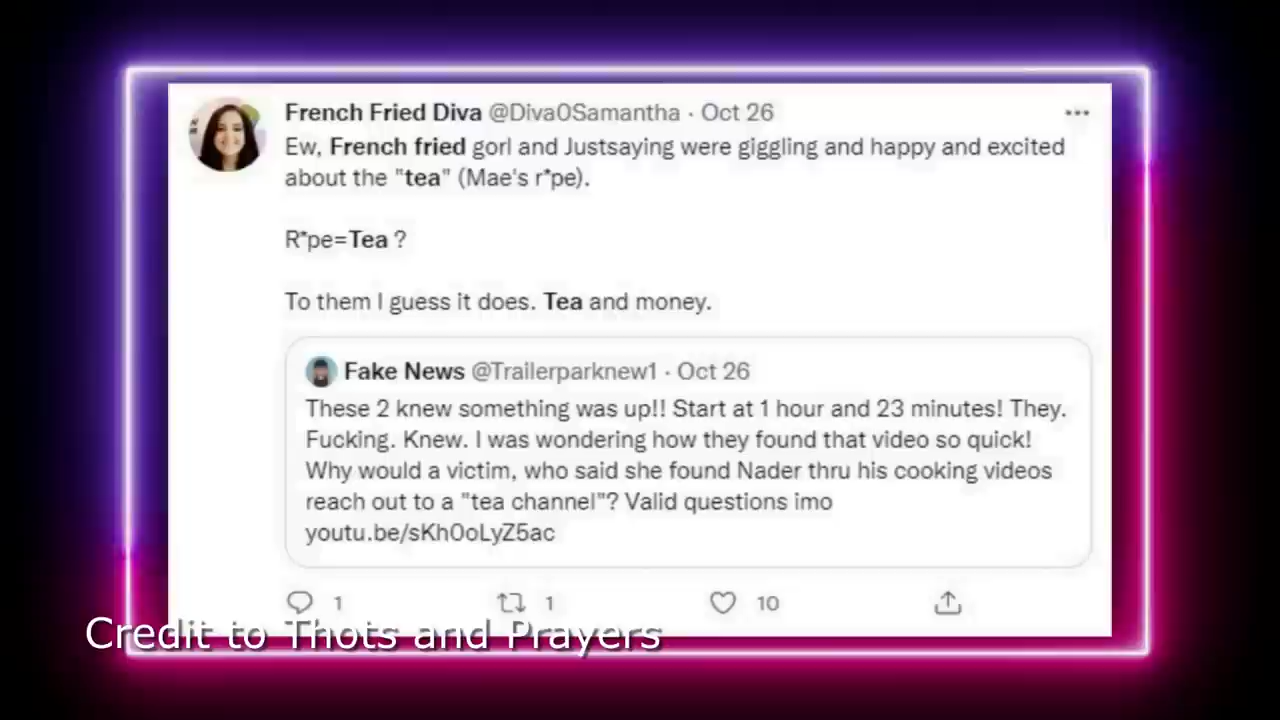 French Fried Diva @Diva0Samantha · Oct 26
Ew, French fried gorl and Justsaying were giggling and happy and excited
about the "tea" (Mae's r*pe).
R*pe=Tea ?
To them I guess it does. Tea and money.
Fake News @Trailerparknew1 · Oct 26
These 2 knew something was up!! Start at 1 hour and 23 minutes! They.
Fucking. Knew. I was wondering how they found that video so quick!
Why would a victim, who said she found Nader thru his cooking videos
reach out to a "tea channel"? Valid questions imo
youtu.be/sKh0oLyZ5ac
1 1 10
Credit to Thots and Prayers